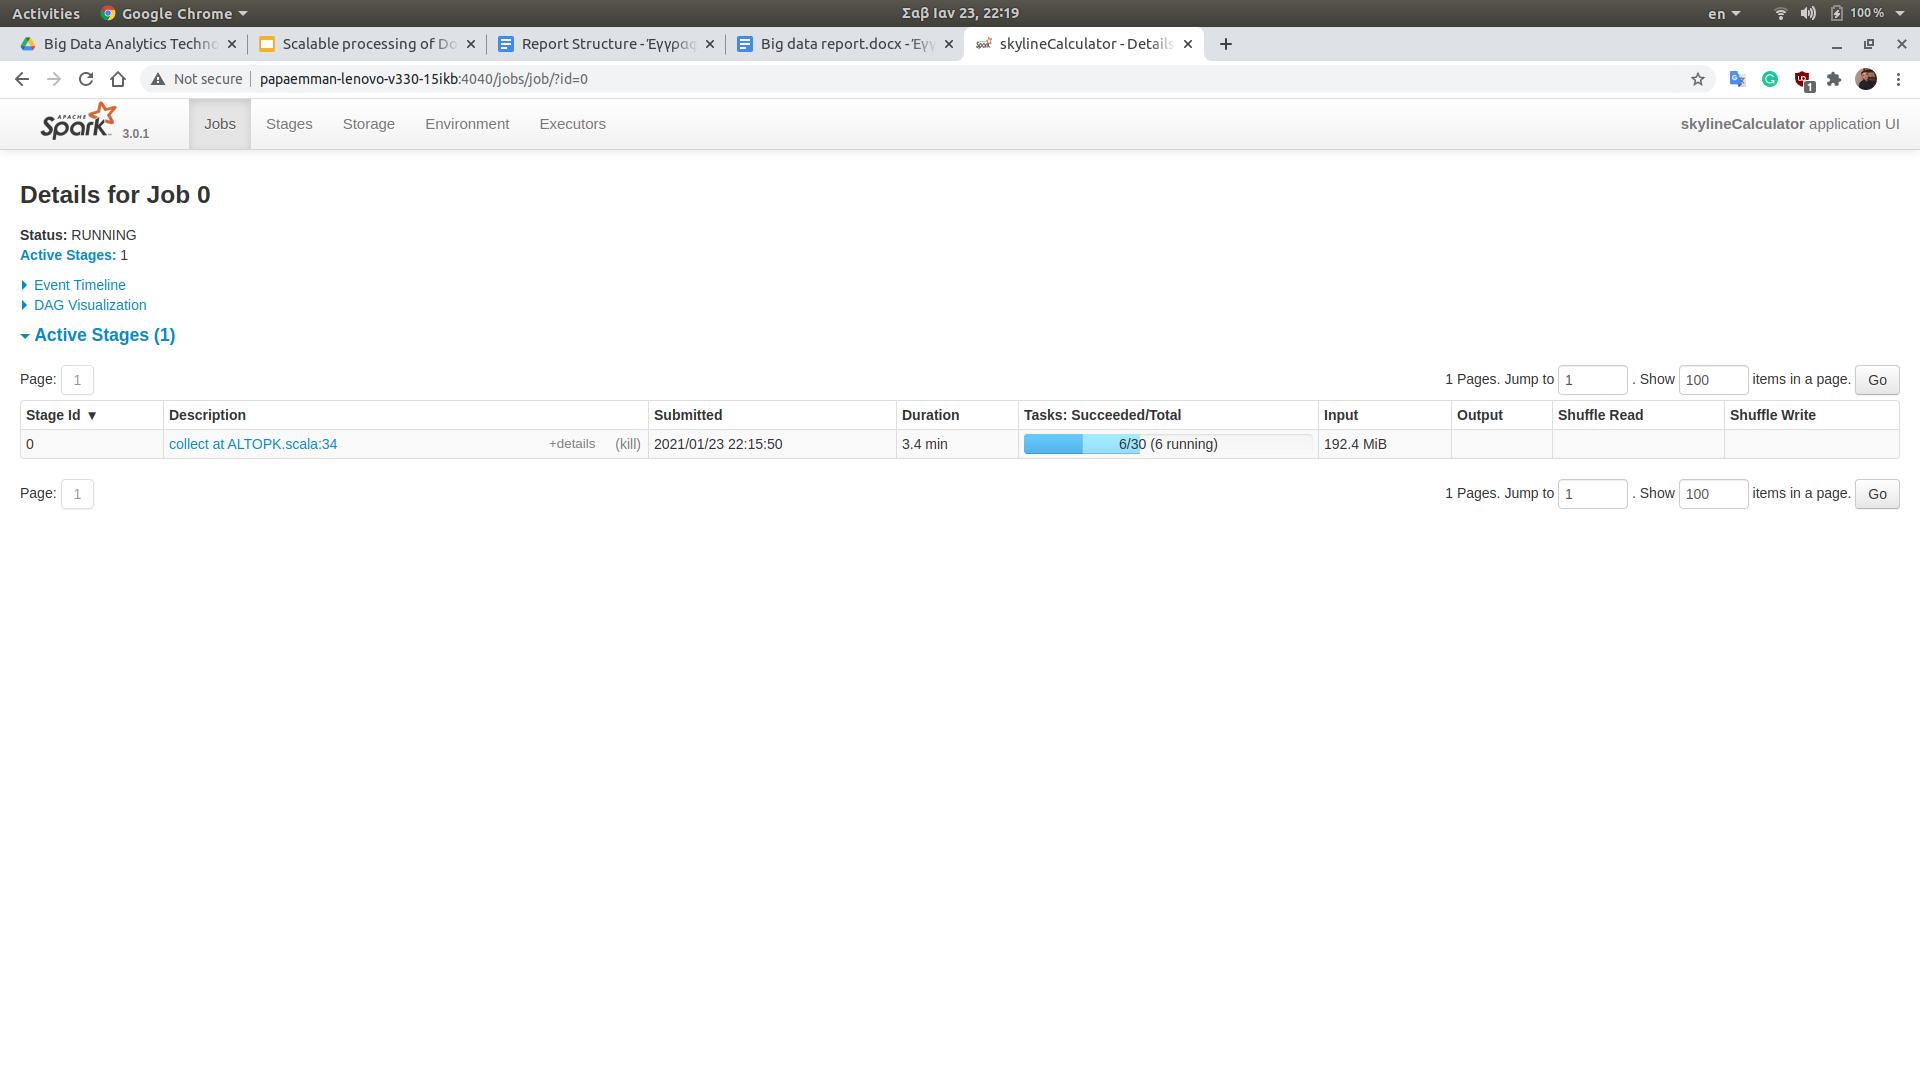 Activities Google Chrome Σαβ Ιαν 23, 22:19 en 100 %
Big Data Analytics Techno Scalable processing of Do Report Structure - Έγγραφ Big data report.docx - Έγγ skylineCalculator - Details
Not secure papaemman-lenovo-v330-15ikb:4040/jobs/job/?id=0 1
APACHE Spark 3.0.1 Jobs Stages Storage Environment Executors skylineCalculator application UI
Details for Job 0
Status: RUNNING
Active Stages: 1
Event Timeline
DAG Visualization
Active Stages (1)
Page: 1 1 Pages. Jump to 1 . Show 100 items in a page. Go
Stage Id ▼ Description Submitted Duration Tasks: Succeeded/Total Input Output Shuffle Read Shuffle Write
0 collect at ALTOPK.scala:34 +details (kill) 2021/01/23 22:15:50 3.4 min 6/30 (6 running) 192.4 MiB
Page: 1 1 Pages. Jump to 1 . Show 100 items in a page. Go